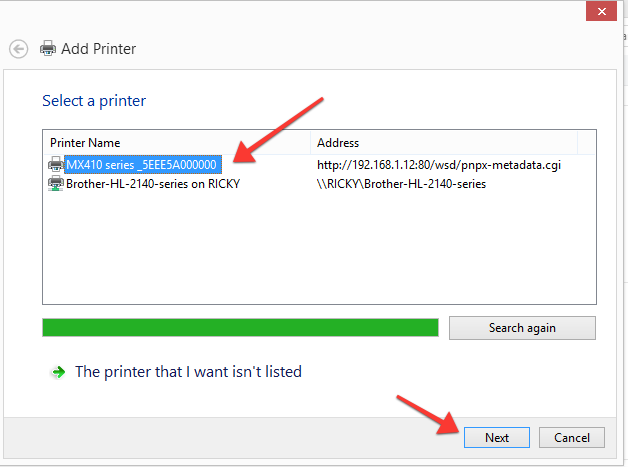 Add Printer
Select a printer
Printer Name Address
MX410 series _5EEE5A000000 http://192.168.1.12:80/wsd/pnpx-metadata.cgi
Brother-HL-2140-series on RICKY \\RICKY\Brother-HL-2140-series
Search again
The printer that I want isn't listed
Next Cancel